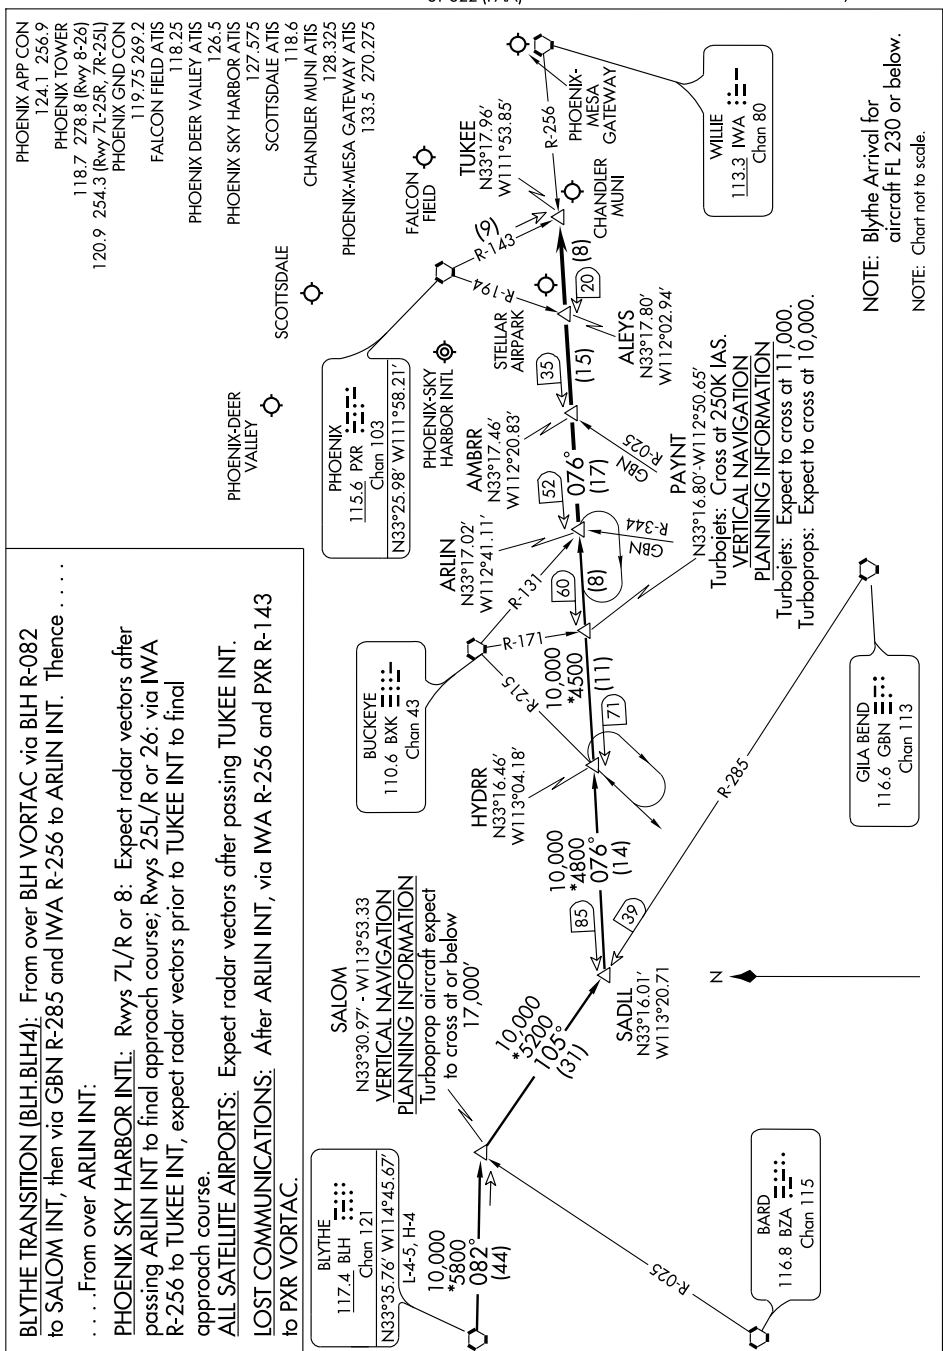 BLYTHE TRANSITION (BLH.BLH4): From over BLH VORTAC via BLH R-082
to SALOM INT, then via GBN R-285 and IWA R-256 to ARLIN INT. Thence . . . .
. . . .From over ARLIN INT:
PHOENIX SKY HARBOR INTL: Rwys 7L/R or 8: Expect radar vectors after
passing ARLIN INT to final approach course; Rwys 25L/R or 26: via IWA
R-256 to TUKEE INT, expect radar vectors prior to TUKEE INT to final
approach course.
ALL SATELLITE AIRPORTS: Expect radar vectors after passing TUKEE INT.
LOST COMMUNICATIONS: After ARLIN INT, via IWA R-256 and PXR R-143
to PXR VORTAC.
PHOENIX APP CON
124.1 256.9
PHOENIX TOWER
118.7 278.8 (Rwy 8-26)
120.9 254.3 (Rwy 7L-25R, 7R-25L)
PHOENIX GND CON
119.75 269.2
FALCON FIELD ATIS
118.25
PHOENIX DEER VALLEY ATIS
126.5
PHOENIX SKY HARBOR ATIS
127.575
SCOTTSDALE ATIS
118.6
CHANDLER MUNI ATIS
128.325
PHOENIX-MESA GATEWAY ATIS
133.5 270.275
PHOENIX-DEER
VALLEY
SCOTTSDALE
FALCON
FIELD
PHOENIX
115.6 PXR
Chan 103
N33°25.98' W111°58.21'
PHOENIX-SKY
HARBOR INTL
STELLAR
AIRPARK
R-194
R-143
(9)
TUKEE
N33°17.96'
W111°53.85'
CHANDLER
MUNI
R-256
PHOENIX-
MESA
GATEWAY
WILLIE
113.3 IWA
Chan 80
BUCKEYE
110.6 BXK
Chan 43
R-215
R-171
R-131
ARLIN
N33°17.02'
W112°41.11'
AMBRR
N33°17.46'
W112°20.83'
ALEYS
N33°17.80'
W112°02.94'
HYDRR
N33°16.46'
W113°04.18'
SALOM
N33°30.97' - W113°53.33
VERTICAL NAVIGATION
PLANNING INFORMATION
Turboprop aircraft expect
to cross at or below
17,000'
BLYTHE
117.4 BLH
Chan 121
N33°35.76' W114°45.67'
L-4-5, H-4
10,000
*5800
082°
(44)
10,000
*5200
105°
(31)
85
39
10,000
*4800
076°
(14)
71
10,000
*4500
(11)
60
(8)
52
076°
(17)
35
(15)
20
(8)
GBN
R-344
GBN
R-025
PAYNT
N33°16.80'-W112°50.65'
Turbojets: Cross at 250K IAS.
VERTICAL NAVIGATION
PLANNING INFORMATION
Turbojets: Expect to cross at 11,000.
Turboprops: Expect to cross at 10,000.
SADLL
N33°16.01'
W113°20.71
N
R-285
GILA BEND
116.6 GBN
Chan 113
R-025
BARD
116.8 BZA
Chan 115
NOTE: Blythe Arrival for
aircraft FL 230 or below.
NOTE: Chart not to scale.